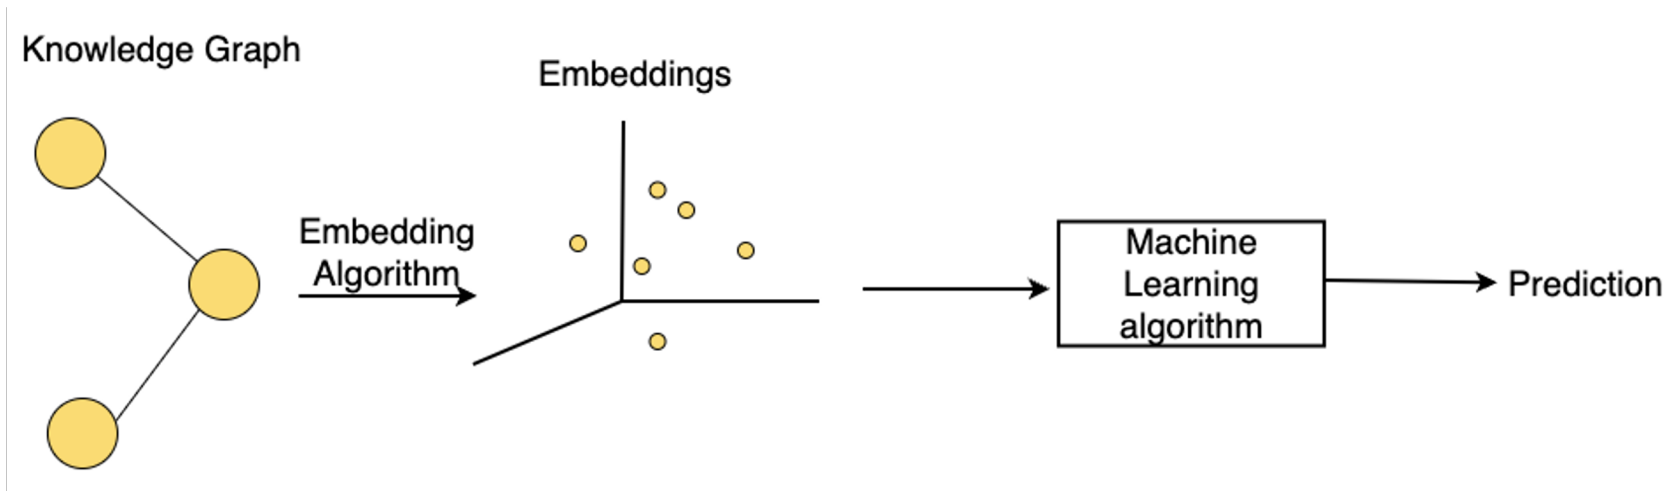 Knowledge Graph
Embedding
Algorithm
Embeddings
Machine
Learning
algorithm
Prediction